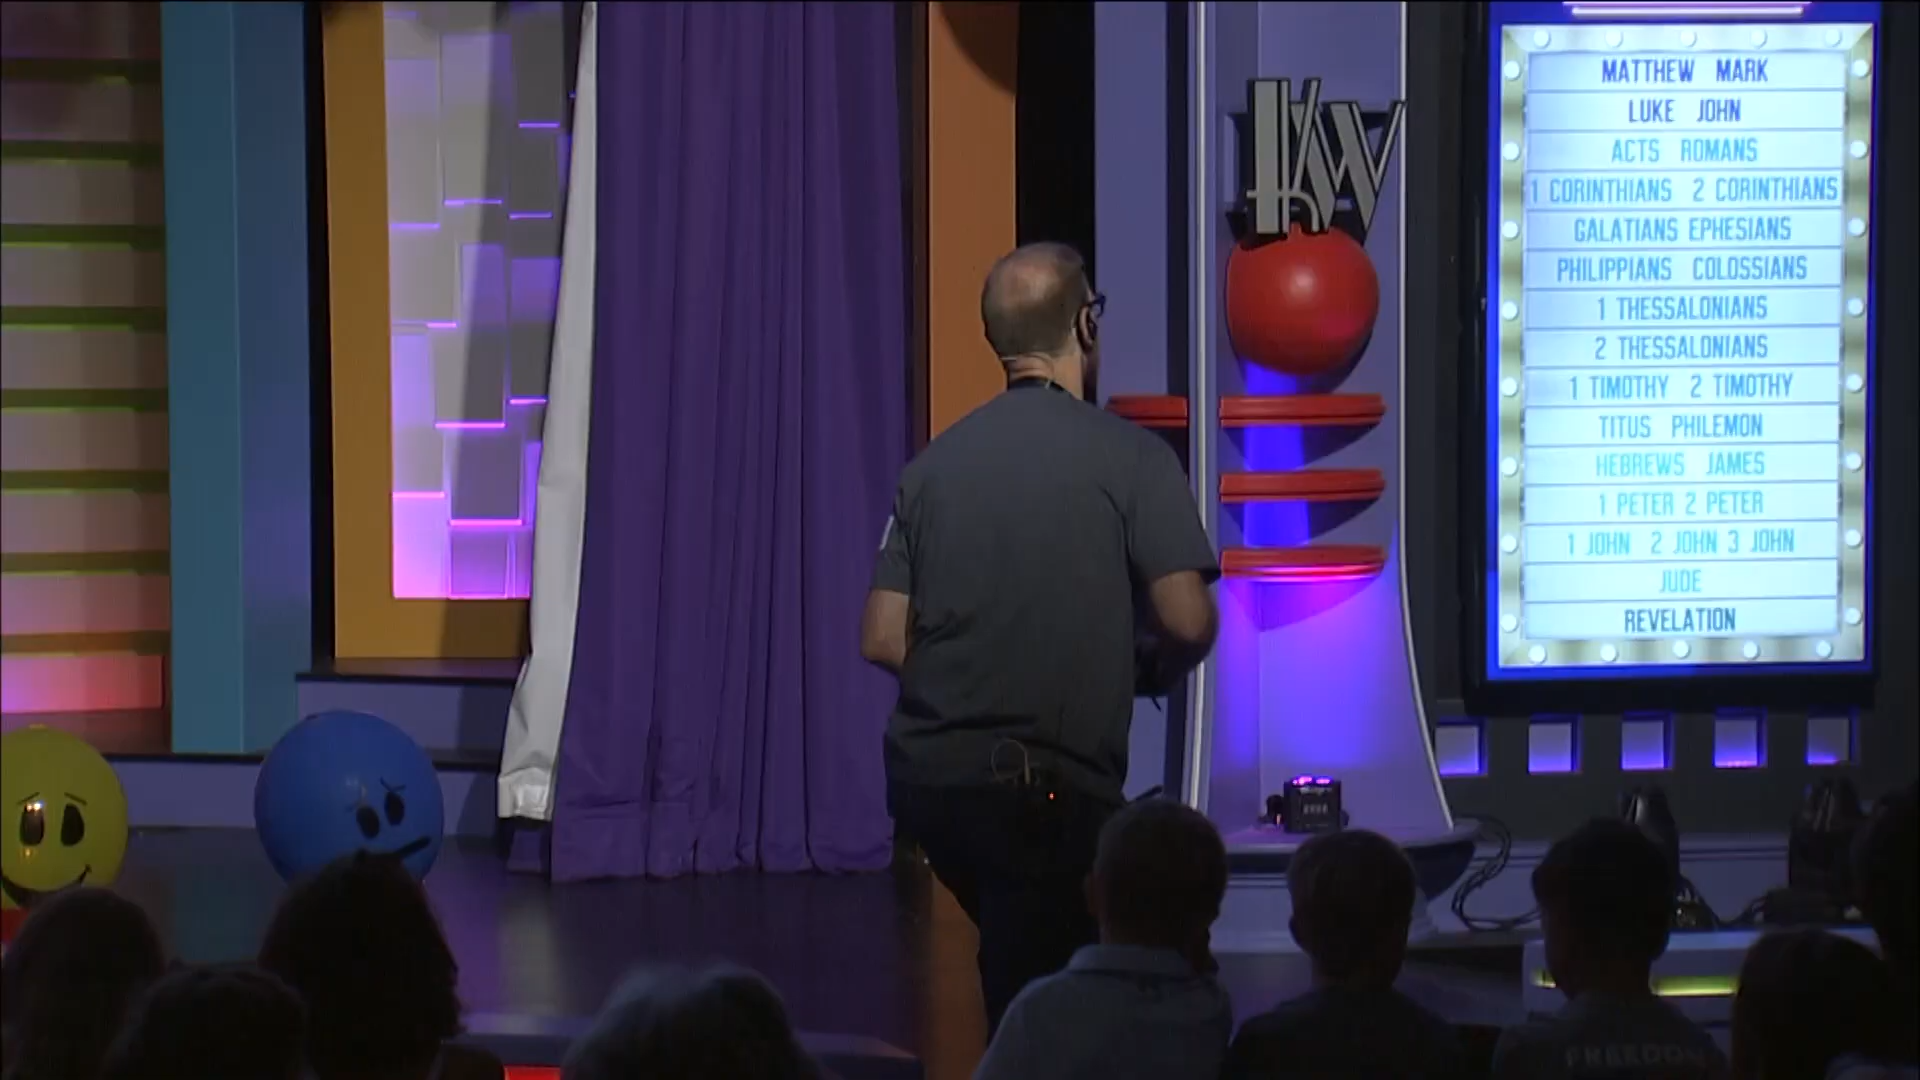 KW
MATTHEW MARK
LUKE JOHN
ACTS ROMANS
1 CORINTHIANS 2 CORINTHIANS
GALATIANS EPHESIANS
PHILIPPIANS COLOSSIANS
1 THESSALONIANS
2 THESSALONIANS
1 TIMOTHY 2 TIMOTHY
TITUS PHILEMON
HEBREWS JAMES
1 PETER 2 PETER
1 JOHN 2 JOHN 3 JOHN
JUDE
REVELATION
FREEDOM